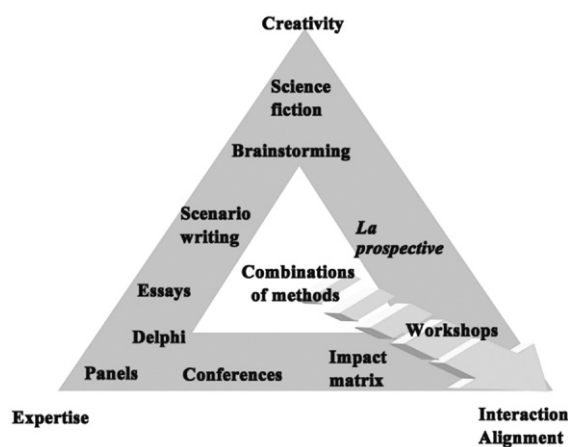 Creativity
Science
fiction
Brainstorming
Scenario
writing
La
prospective
Combinations
of methods
Essays
Workshops
Delphi
Impact
matrix
Panels
Conferences
Expertise
Interaction
Alignment